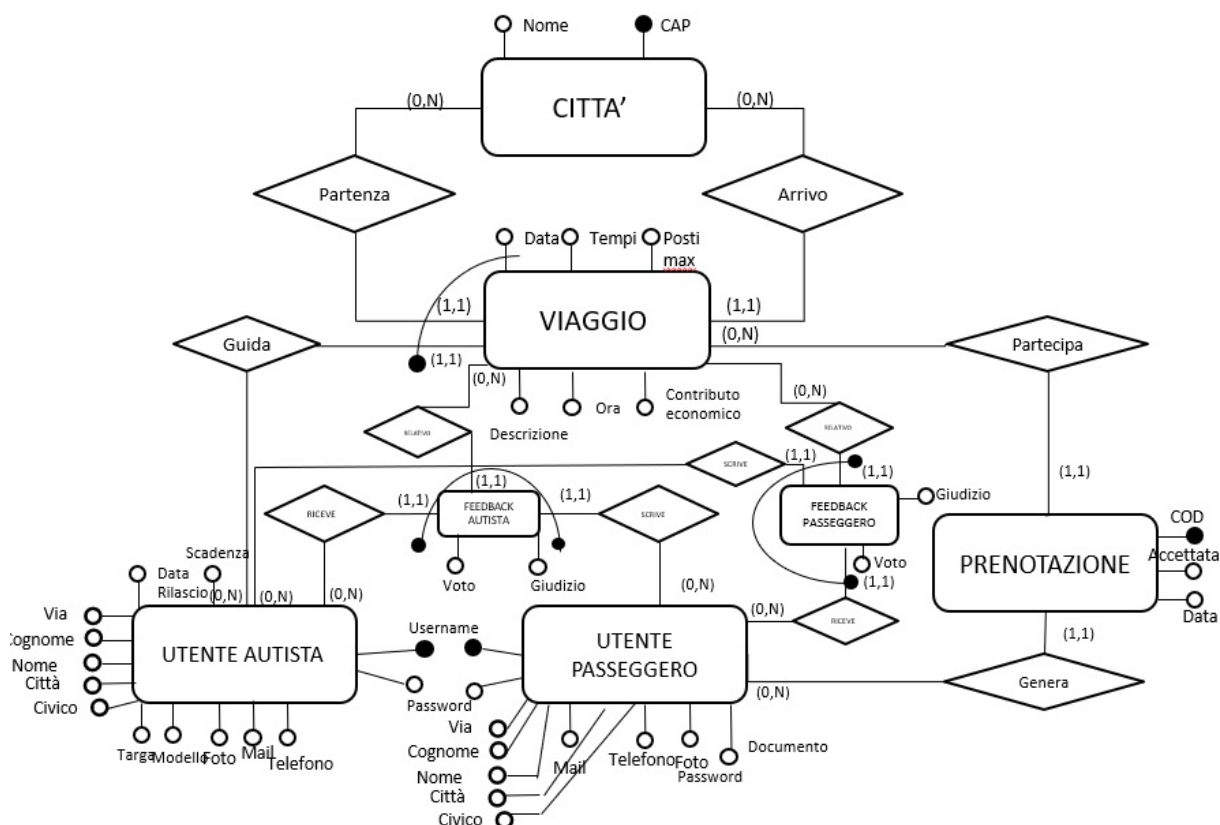 Nome
CAP
(0,N)
CITTA'
(0,N)
Partenza
Arrivo
Data
Tempi
Posti
max
(1,1)
VIAGGIO
(1,1)
(0,N)
Guida
(1,1)
Partecipa
(0,N)
(0,N)
Contributo
economico
Ora
Descrizione
RELATIVO
RELATIVO
SCRIVE
(1,1)
(1,1)
(1,1)
(1,1)
(1,1)
(1,1)
RICEVE
FEEDBACK
AUTISTA
SCRIVE
FEEDBACK
PASSEGGERO
Giudizio
COD
Accettata
PRENOTAZIONE
Data
Voto
Giudizio
Voto
(1,1)
Scadenza
Data
Rilascio
(0,N)
(0,N)
(0,N)
(0,N)
(0,N)
RICEVE
(1,1)
Via
Cognome
Nome
Città
Civico
UTENTE AUTISTA
Username
Password
UTENTE
PASSEGGERO
(0,N)
Genera
Targa
Modello
Foto
Mail
Telefono
Via
Cognome
Nome
Città
Civico
Mail
Telefono
Foto
Password
Documento